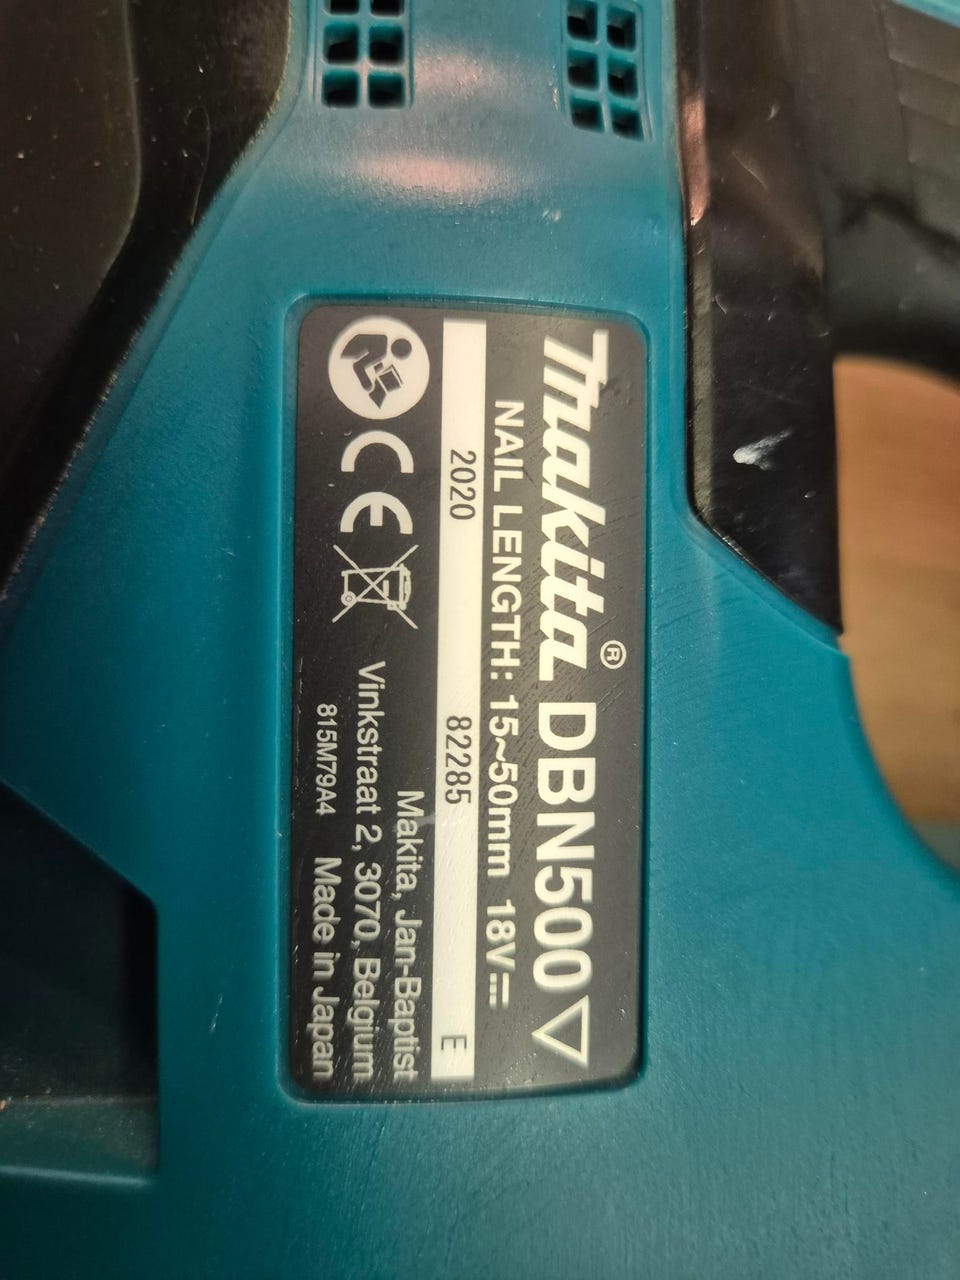 Makita® DBN500
NAIL LENGTH: 15~50mm 18V
2020 82285 E
CE
Makita, Jan-Baptist
Vinkstraat 2, 3070, Belgium
815M79A4 Made in Japan